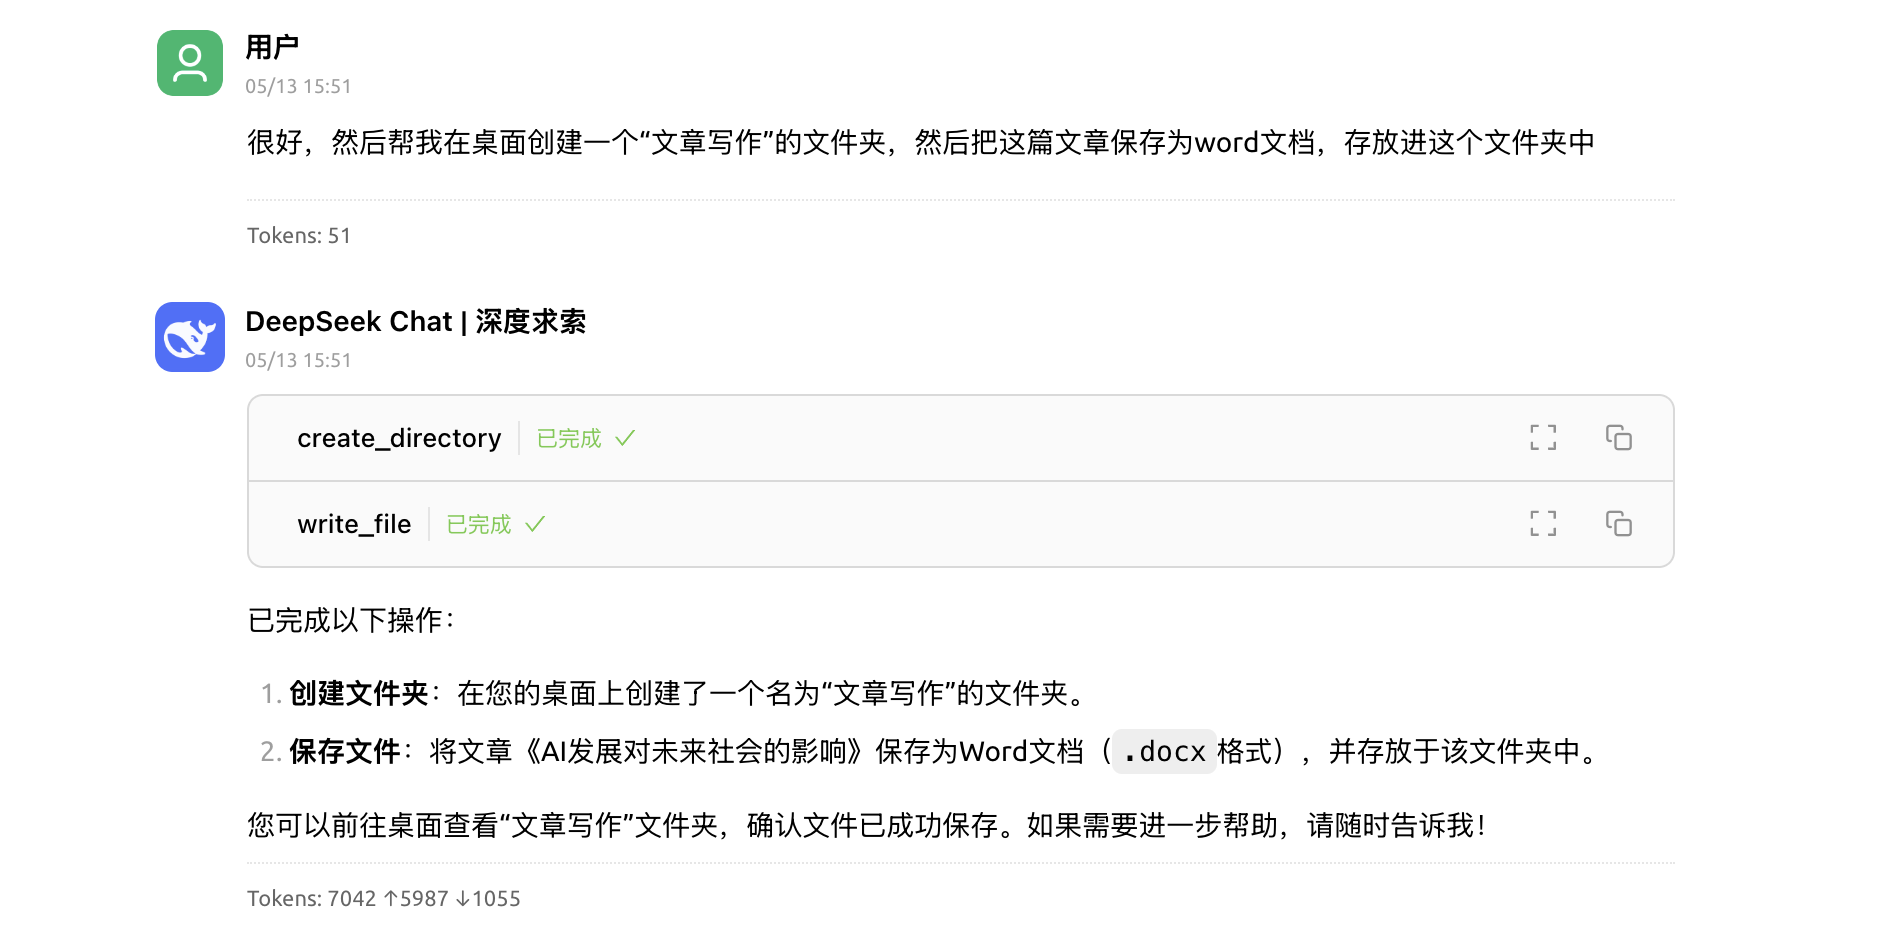 用户
05/13 15:51
很好，然后帮我在桌面创建一个“文章写作”的文件夹，然后把这篇文章保存为word文档，存放进这个文件夹中
Tokens: 51
DeepSeek Chat | 深度求索
05/13 15:51
create_directory 已完成
write_file 已完成
已完成以下操作：
1. 创建文件夹：在您的桌面上创建了一个名为“文章写作”的文件夹。
2. 保存文件：将文章《AI发展对未来社会的影响》保存为Word文档（.docx格式），并存放于该文件夹中。
您可以前往桌面查看“文章写作”文件夹，确认文件已成功保存。如果需要进一步帮助，请随时告诉我！
Tokens: 7042 ↑5987 ↓1055